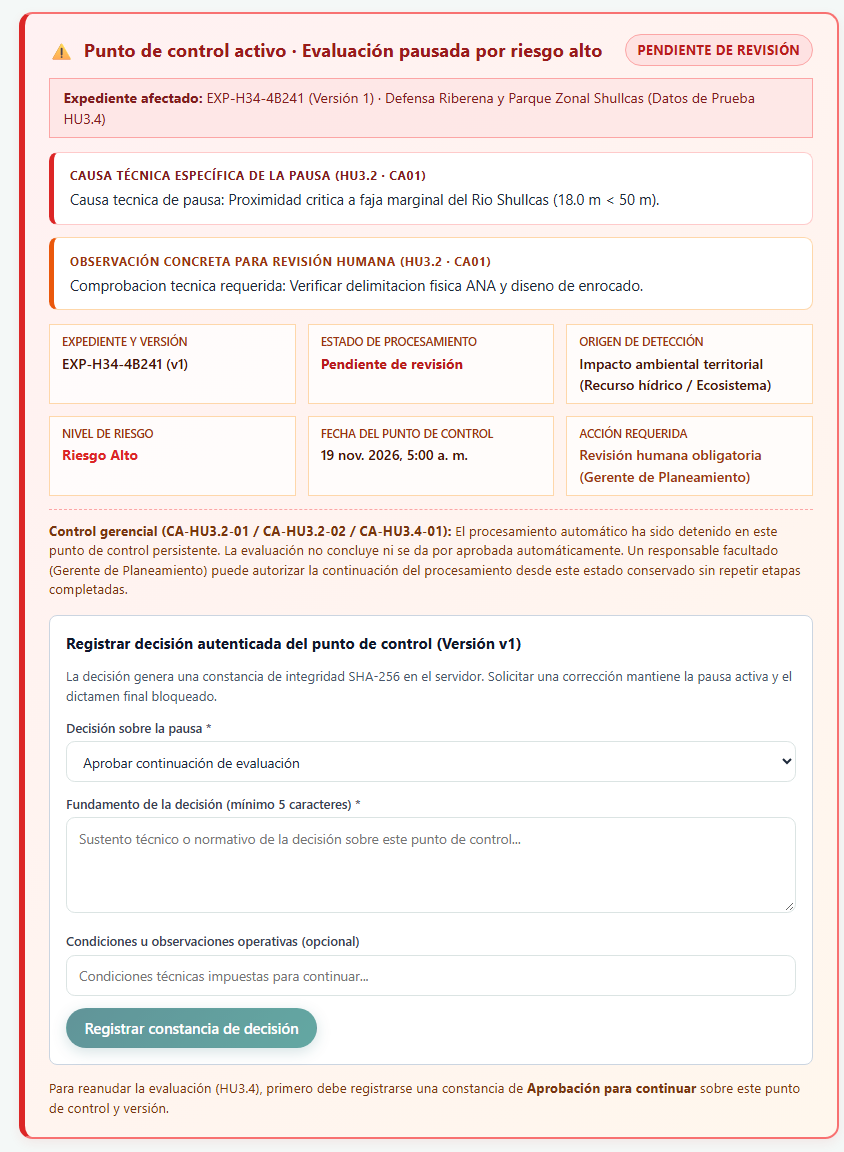 ⚠ Punto de control activo · Evaluación pausada por riesgo alto
PENDIENTE DE REVISIÓN
Expediente afectado: EXP-H34-4B241 (Versión 1) · Defensa Riberena y Parque Zonal Shullcas (Datos de Prueba
HU3.4)
CAUSA TÉCNICA ESPECÍFICA DE LA PAUSA (HU3.2 · CA01)
Causa tecnica de pausa: Proximidad critica a faja marginal del Rio Shullcas (18.0 m < 50 m).
OBSERVACIÓN CONCRETA PARA REVISIÓN HUMANA (HU3.2 · CA01)
Comprobacion tecnica requerida: Verificar delimitacion fisica ANA y diseno de enrocado.
EXPEDIENTE Y VERSIÓN
EXP-H34-4B241 (v1)
ESTADO DE PROCESAMIENTO
Pendiente de revisión
ORIGEN DE DETECCIÓN
Impacto ambiental territorial
(Recurso hídrico / Ecosistema)
NIVEL DE RIESGO
Riesgo Alto
FECHA DEL PUNTO DE CONTROL
19 nov. 2026, 5:00 a. m.
ACCIÓN REQUERIDA
Revisión humana obligatoria
(Gerente de Planeamiento)
Control gerencial (CA-HU3.2-01 / CA-HU3.2-02 / CA-HU3.4-01): El procesamiento automático ha sido detenido en este
punto de control persistente. La evaluación no concluye ni se da por aprobada automáticamente. Un responsable facultado
(Gerente de Planeamiento) puede autorizar la continuación del procesamiento desde este estado conservado sin repetir etapas
completadas.
Registrar decisión autenticada del punto de control (Versión v1)
La decisión genera una constancia de integridad SHA-256 en el servidor. Solicitar una corrección mantiene la pausa activa y el
dictamen final bloqueado.
Decisión sobre la pausa *
Aprobar continuación de evaluación
Fundamento de la decisión (mínimo 5 caracteres) *
Sustento técnico o normativo de la decisión sobre este punto de control...
Condiciones u observaciones operativas (opcional)
Condiciones técnicas impuestas para continuar...
Registrar constancia de decisión
Para reanudar la evaluación (HU3.4), primero debe registrarse una constancia de Aprobación para continuar sobre este punto
de control y versión.